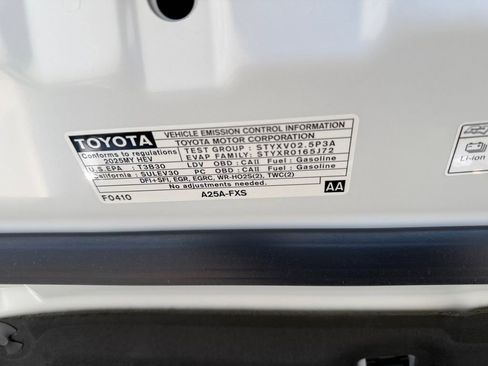 TOYOTA
VEHICLE EMISSION CONTROL INFORMATION
TOYOTA MOTOR CORPORATION
Conforms to regulations
2025MY HEV
TEST GROUP: STYXV02.5P3A
EVAP FAMILY: STYXR0165J72
U.S.EPA : T3B30 LDV OBD : CAII Fuel : Gasoline
California : SULEV30 PC OBD : CAII Fuel : Gasoline
DFI+SFI, EGR, EGRC, WR-HO2S(2), TWC(2)
No adjustments needed.
F0410
A25A-FXS
AA
Li-ion